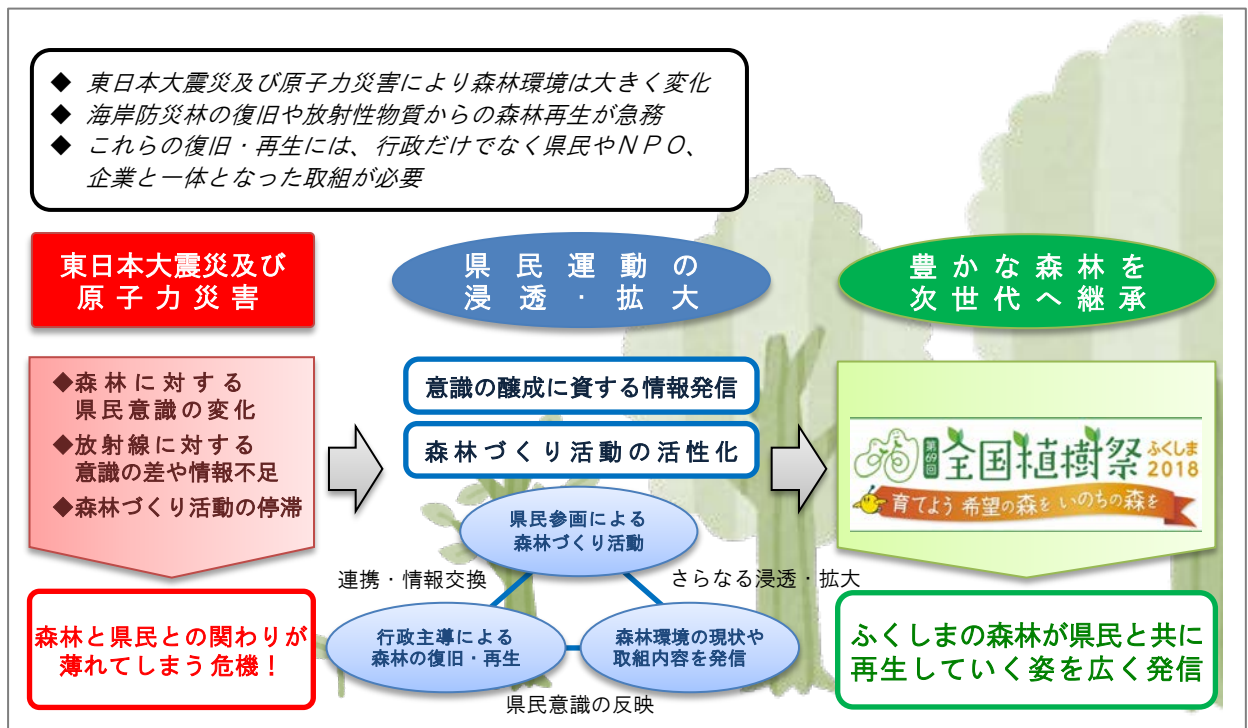 ◆ 東日本大震災及び原子力災害により森林環境は大きく変化
◆ 海岸防災林の復旧や放射性物質からの森林再生が急務
◆ これらの復旧・再生には、行政だけでなく県民やＮＰＯ、
企業と一体となった取組が必要
東日本大震災及び
原子力災害
◆森林に対する
県民意識の変化
◆放射線に対する
意識の差や情報不足
◆森林づくり活動の停滞
森林と県民との関わりが
薄れてしまう危機！
県民運動の
浸透・拡大
意識の醸成に資する情報発信
森林づくり活動の活性化
県民参画による
森林づくり活動
連携・情報交換
さらなる浸透・拡大
行政主導による
森林の復旧・再生
森林環境の現状や
取組内容を発信
県民意識の反映
豊かな森林を
次世代へ継承
第69回
全国植樹祭
ふくしま
2018
育てよう 希望の森を いのちの森を
ふくしまの森林が県民と共に
再生していく姿を広く発信